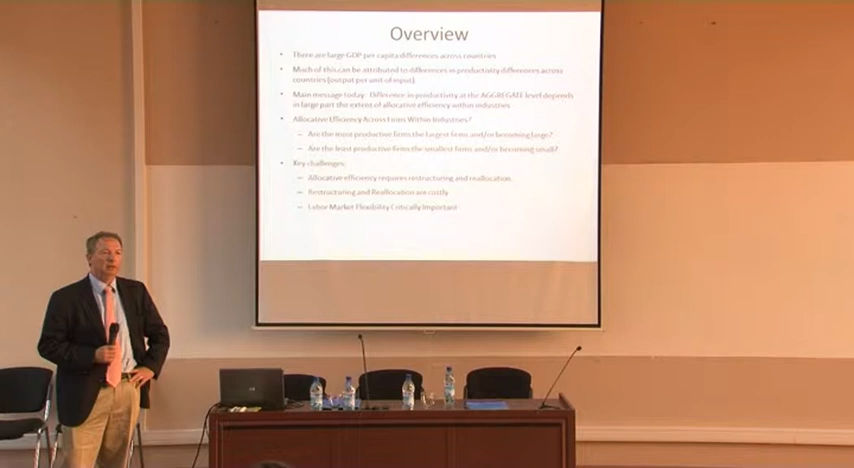 Overview
• There are large GDP per capita differences across countries
• Much of this can be attributed to differences in productivity differences across
countries (output per unit of input).
• Main message today: Difference in productivity at the AGGREGATE level depends
in large part the extent of allocative efficiency within industries
• Allocative Efficiency Across Firms Within Industries?
– Are the most productive firms the largest firms and/or becoming large?
– Are the least productive firms the smallest firms and/or becoming small?
• Key challenges:
– Allocative efficiency requires restructuring and reallocation.
– Restructuring and Reallocation are costly
– Labor Market Flexibility Critically Important